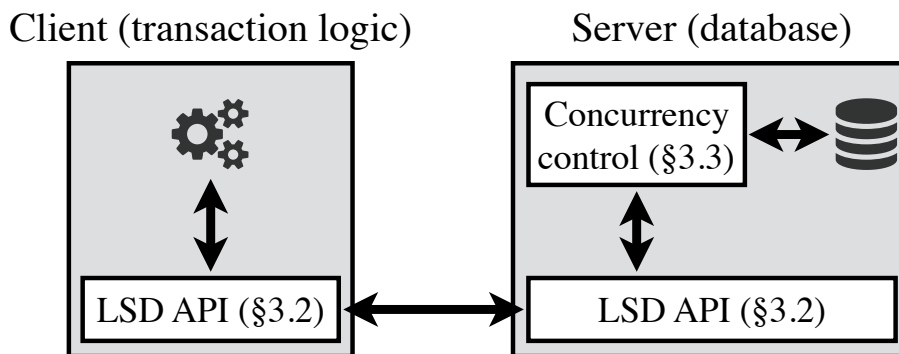 Client (transaction logic)
Server (database)
Concurrency
control (§3.3)
LSD API (§3.2)
LSD API (§3.2)